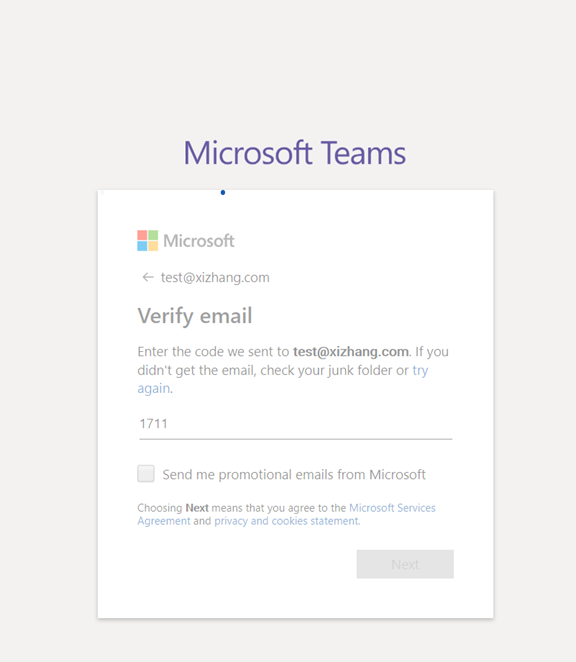 Microsoft Teams
Microsoft
← test@xizhang.com
Verify email
Enter the code we sent to test@xizhang.com. If you
didn't get the email, check your junk folder or try
again.
1711
Send me promotional emails from Microsoft
Choosing Next means that you agree to the Microsoft Services
Agreement and privacy and cookies statement.
Next